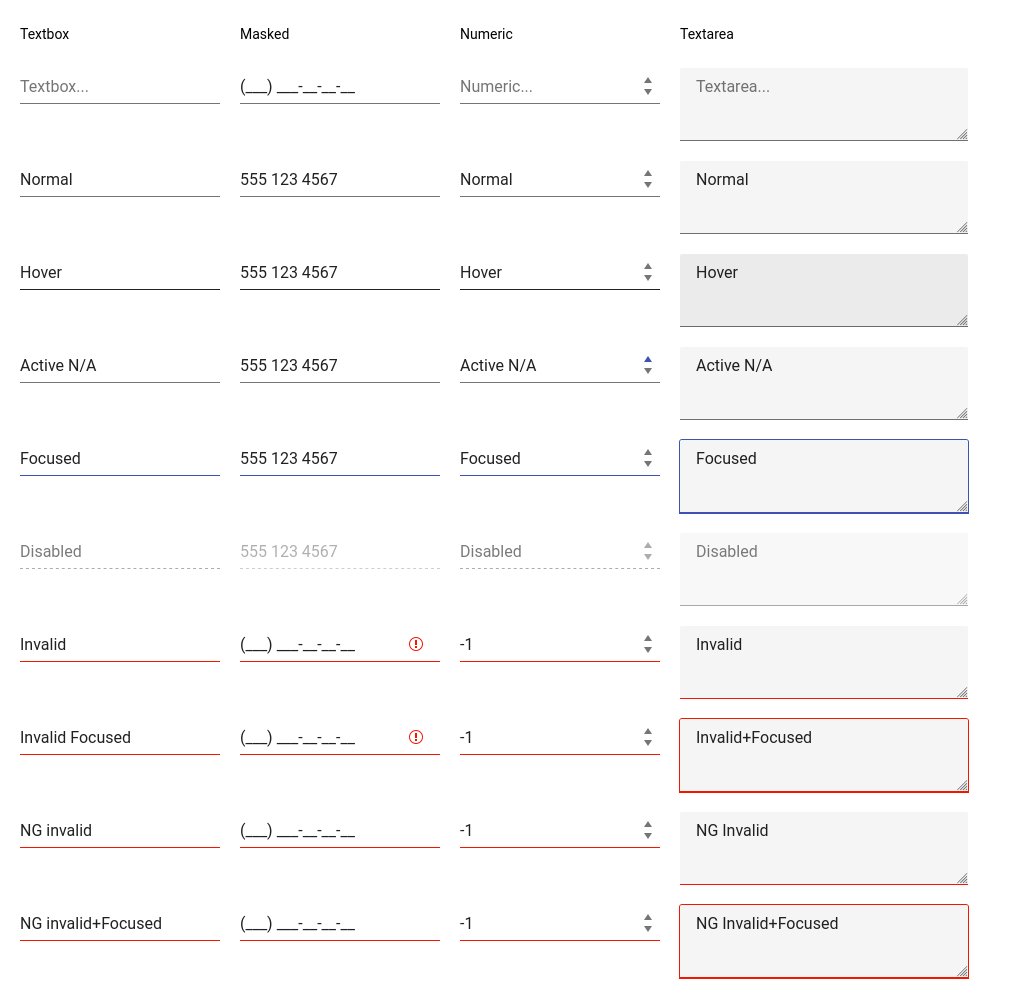 Textbox Masked Numeric Textarea
Textbox... (___) ___-__-__-__ Numeric... Textarea...
Normal 555 123 4567 Normal Normal
Hover 555 123 4567 Hover Hover
Active N/A 555 123 4567 Active N/A Active N/A
Focused 555 123 4567 Focused Focused
Disabled 555 123 4567 Disabled Disabled
Invalid (___) ___-__-__-__ -1 Invalid
Invalid Focused (___) ___-__-__-__ -1 Invalid+Focused
NG invalid (___) ___-__-__-__ -1 NG Invalid
NG invalid+Focused (___) ___-__-__-__ -1 NG Invalid+Focused